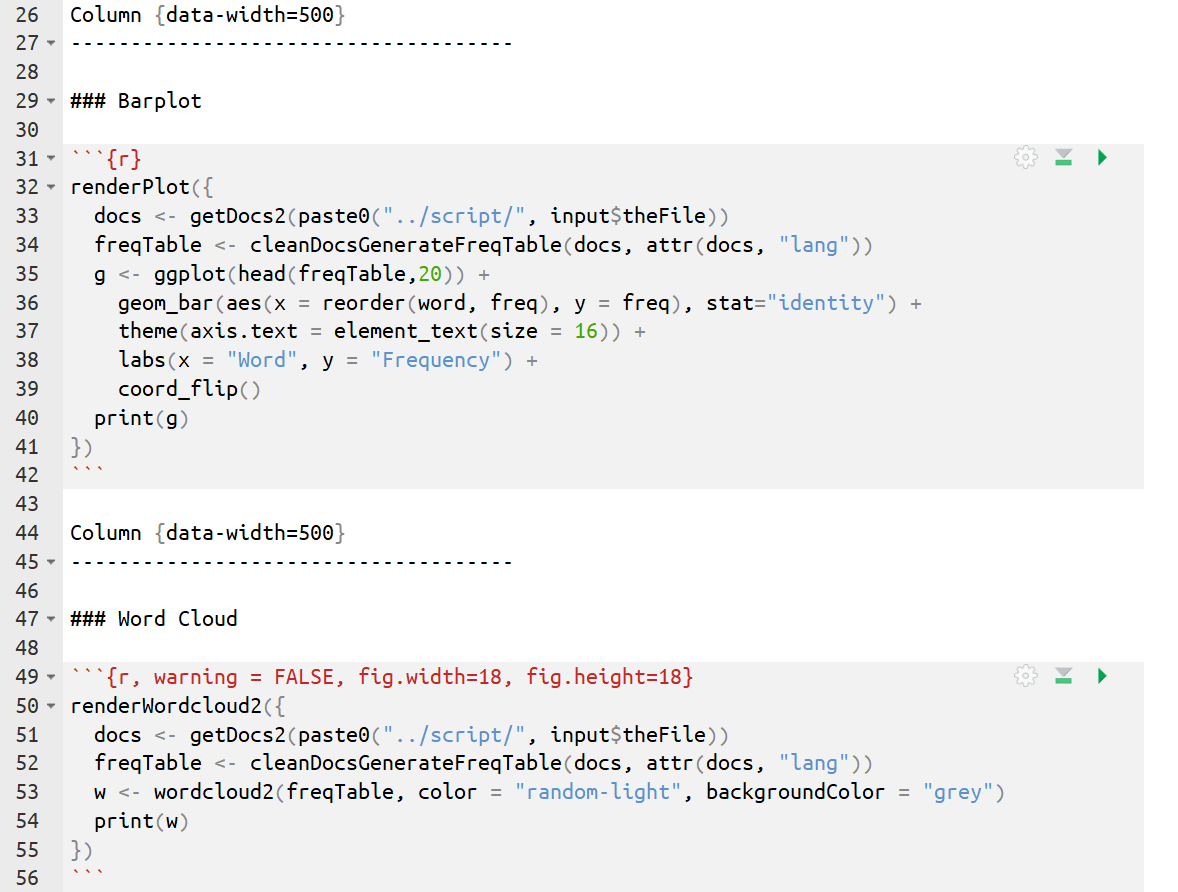 26 Column {data-width=500}
27 -------------------------------------
28
29 ### Barplot
30
31 ```{r}
32 renderPlot({
33   docs <- getDocs2(paste0("../script/", input$theFile))
34   freqTable <- cleanDocsGenerateFreqTable(docs, attr(docs, "lang"))
35   g <- ggplot(head(freqTable,20)) +
36     geom_bar(aes(x = reorder(word, freq), y = freq), stat="identity") +
37     theme(axis.text = element_text(size = 16)) +
38     labs(x = "Word", y = "Frequency") +
39     coord_flip()
40   print(g)
41 })
42 ```
43
44 Column {data-width=500}
45 -------------------------------------
46
47 ### Word Cloud
48
49 ```{r, warning = FALSE, fig.width=18, fig.height=18}
50 renderWordcloud2({
51   docs <- getDocs2(paste0("../script/", input$theFile))
52   freqTable <- cleanDocsGenerateFreqTable(docs, attr(docs, "lang"))
53   w <- wordcloud2(freqTable, color = "random-light", backgroundColor = "grey")
54   print(w)
55 })
56 ```